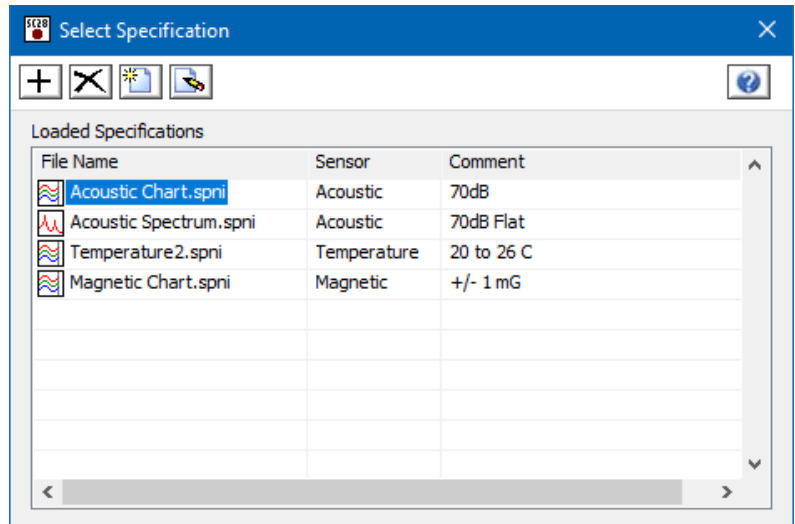 SC28 Select Specification
Loaded Specifications
File Name Sensor Comment
Acoustic Chart.spni Acoustic 70dB
Acoustic Spectrum.spni Acoustic 70dB Flat
Temperature2.spni Temperature 20 to 26 C
Magnetic Chart.spni Magnetic +/- 1 mG